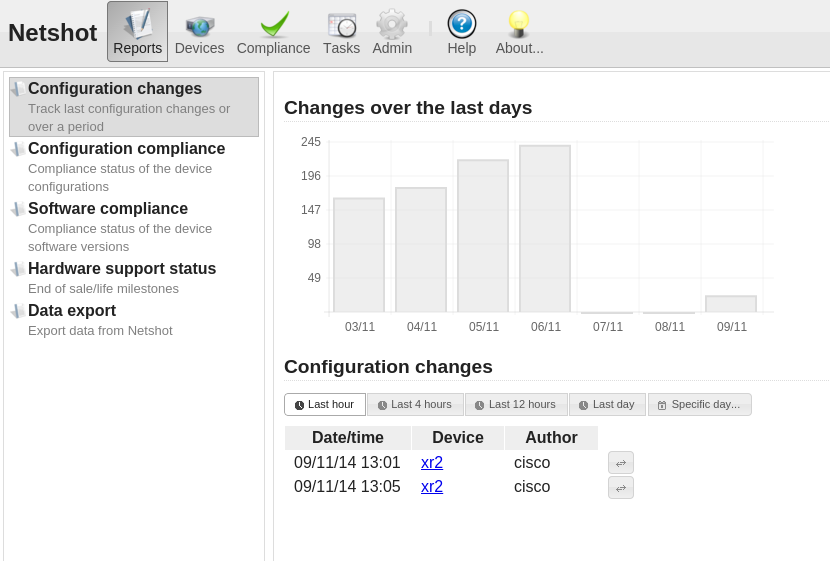 Netshot
Reports Devices Compliance Tasks Admin Help About...
Configuration changes
Track last configuration changes or
over a period
Configuration compliance
Compliance status of the device
configurations
Software compliance
Compliance status of the device
software versions
Hardware support status
End of sale/life milestones
Data export
Export data from Netshot
Changes over the last days
245
196
147
98
49
03/11 04/11 05/11 06/11 07/11 08/11 09/11
Configuration changes
Last hour Last 4 hours Last 12 hours Last day Specific day...
Date/time Device Author
09/11/14 13:01 xr2 cisco
09/11/14 13:05 xr2 cisco